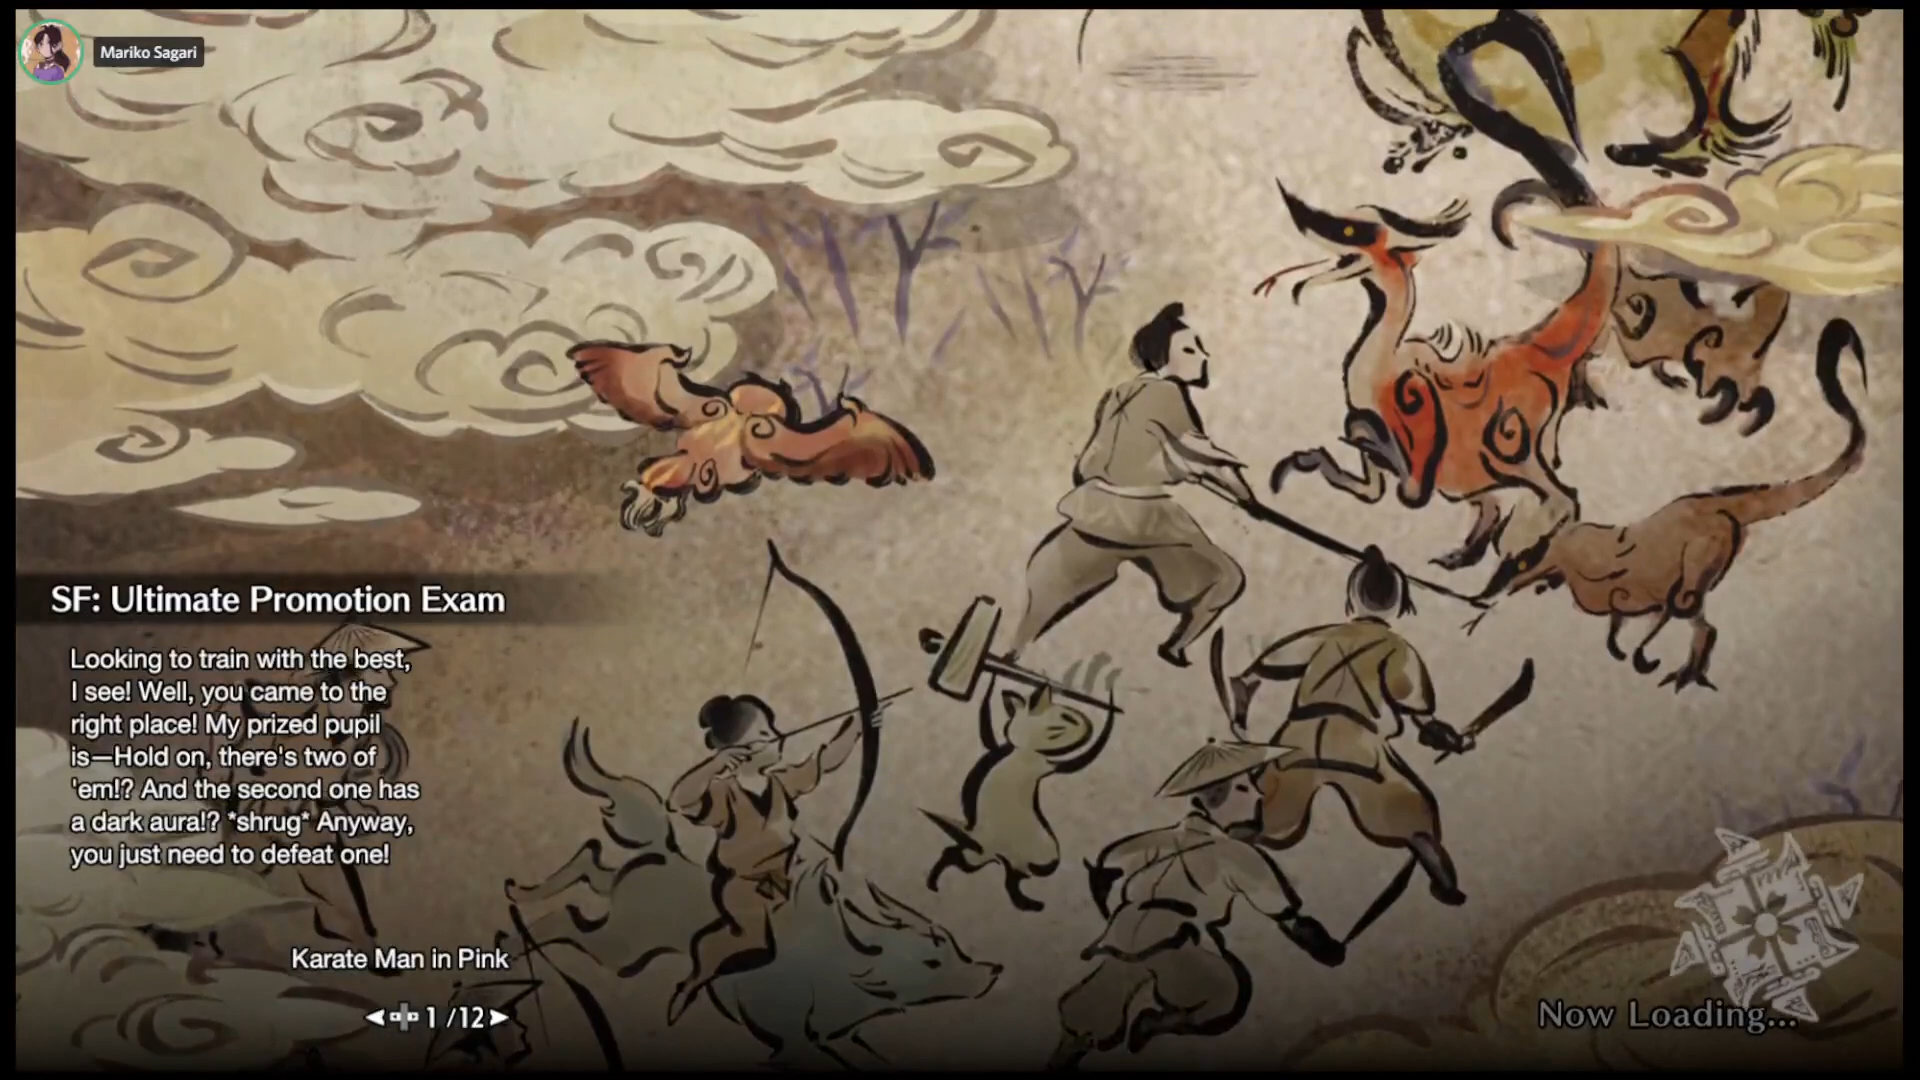 Mariko Sagari
SF: Ultimate Promotion Exam
Looking to train with the best,
I see! Well, you came to the
right place! My prized pupil
is—Hold on, there's two of
'em!? And the second one has
a dark aura!? *shrug* Anyway,
you just need to defeat one!
Karate Man in Pink
1 /12
Now Loading...